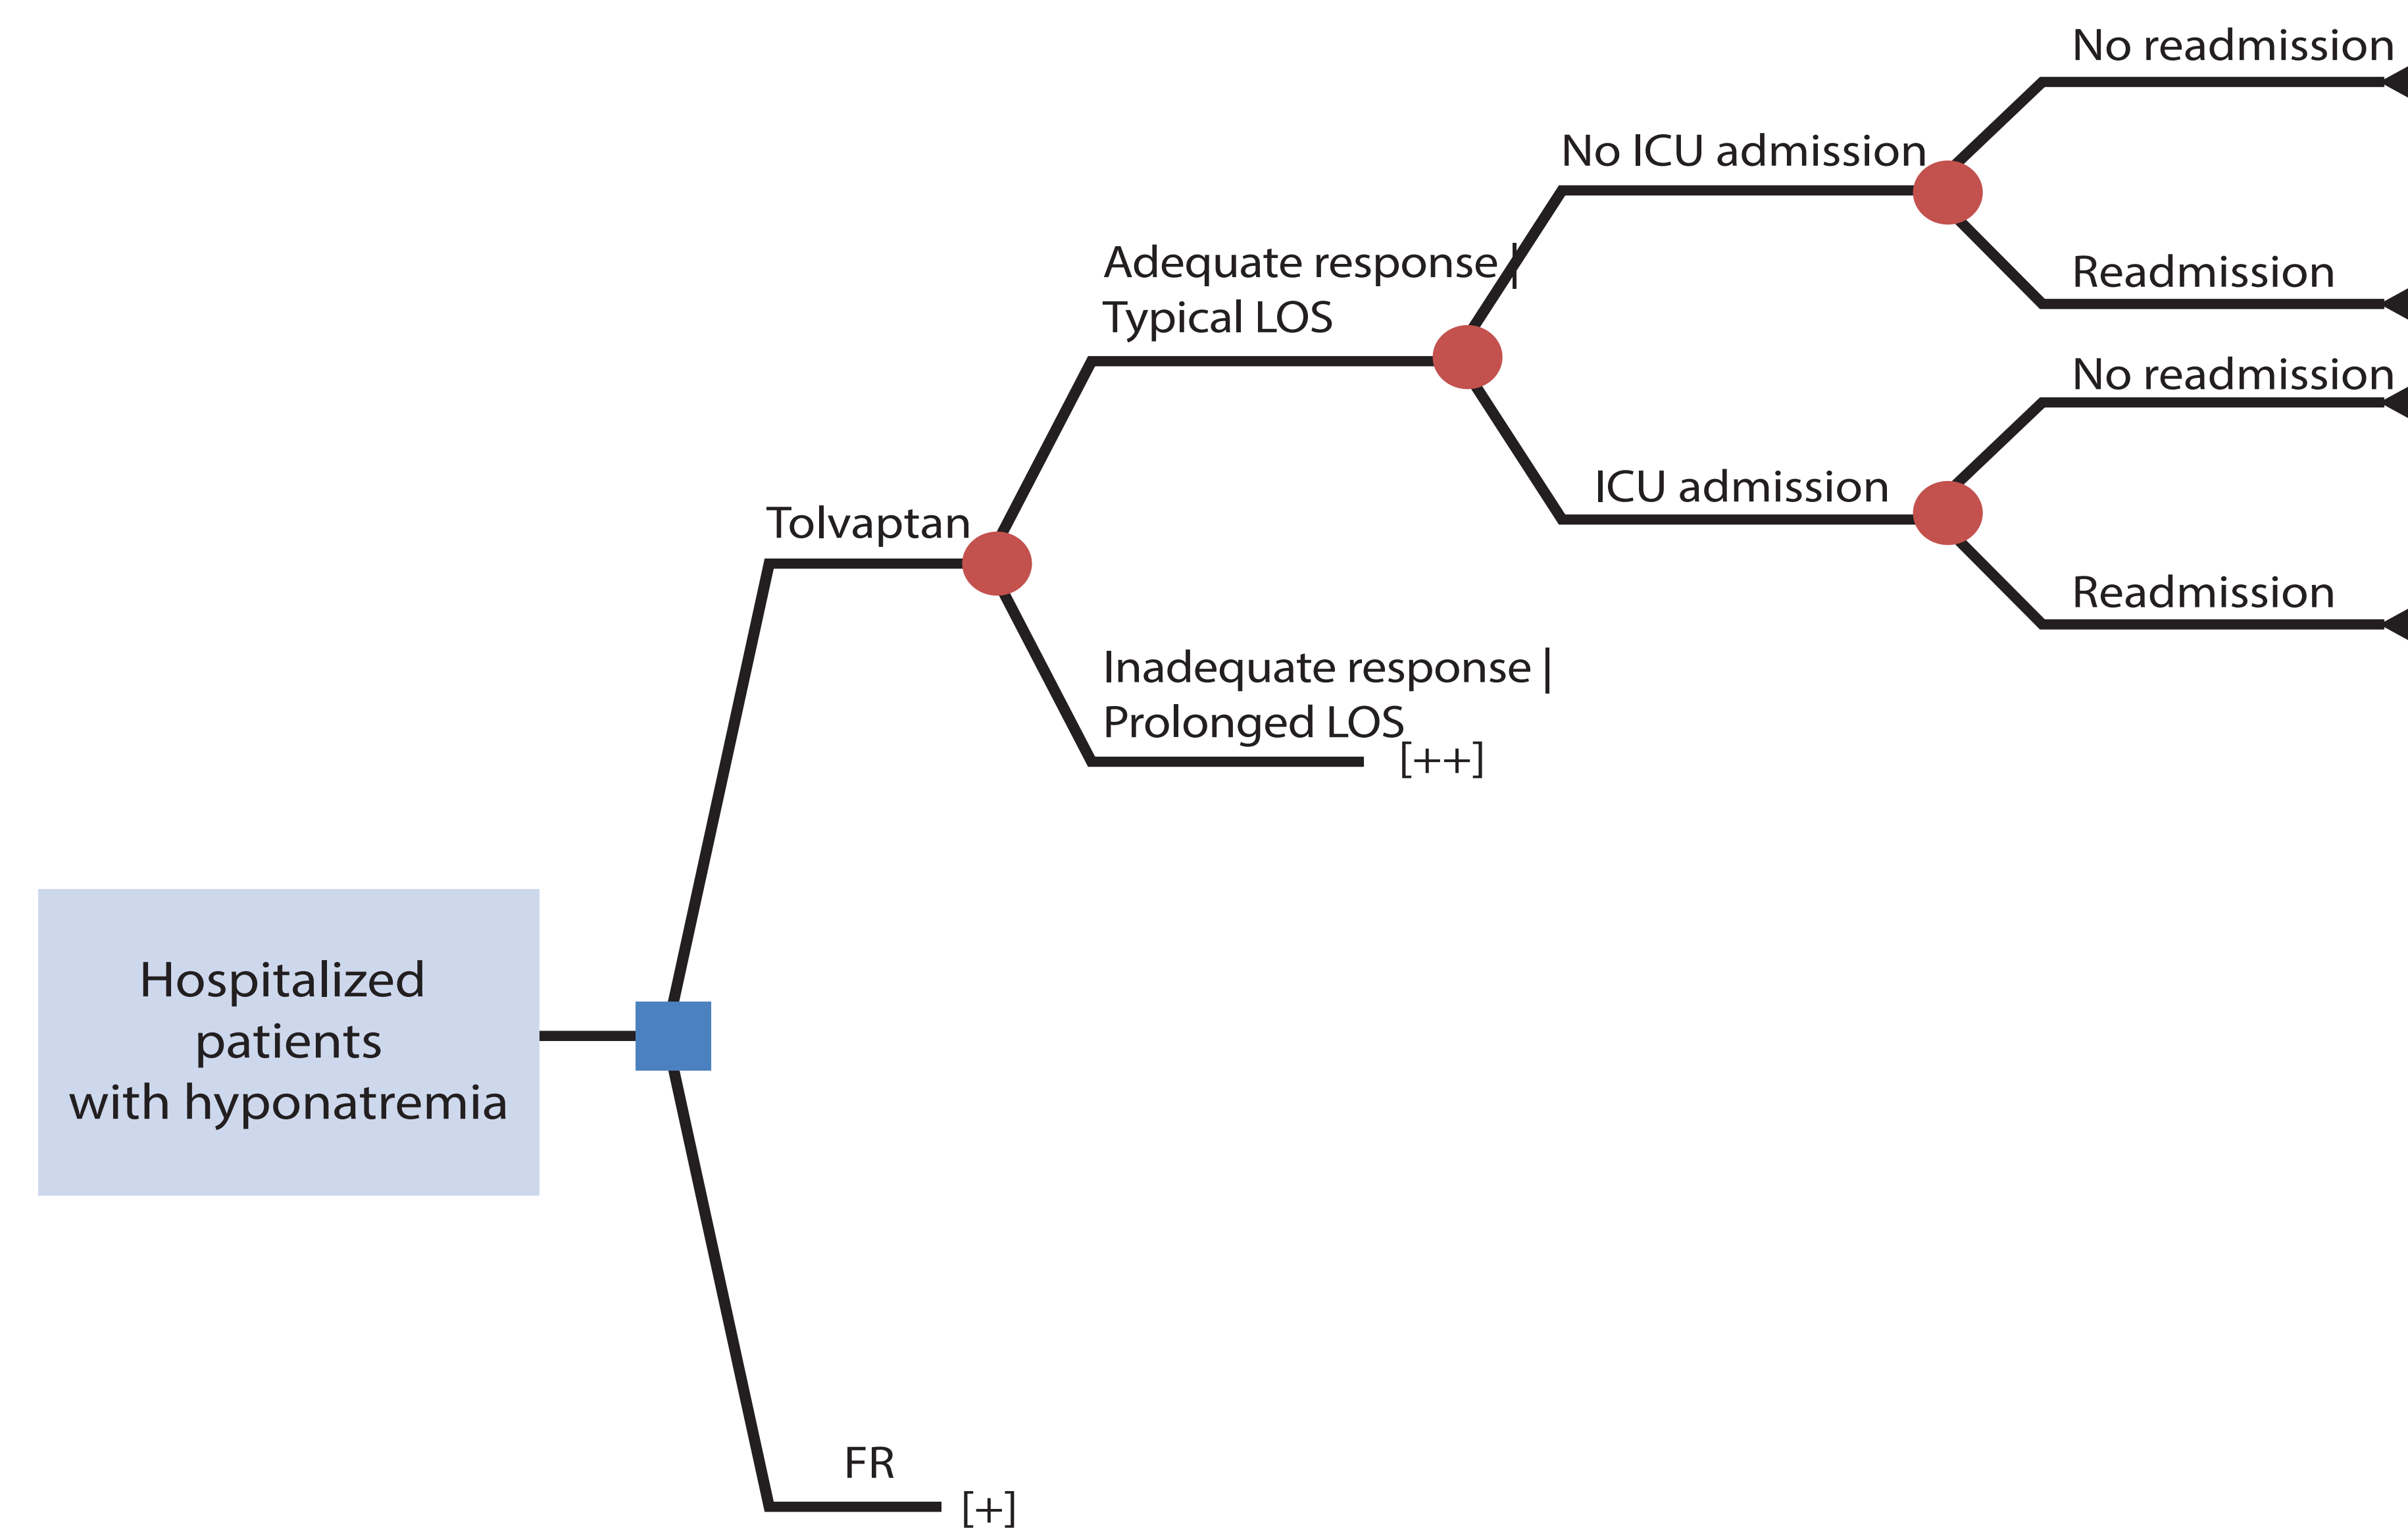 No readmission
No ICU admission
Adequate response |
Typical LOS
Readmission
No readmission
ICU admission
Tolvaptan
Readmission
Inadequate response |
Prolonged LOS
[++]
Hospitalized
patients
with hyponatremia
FR
[+]